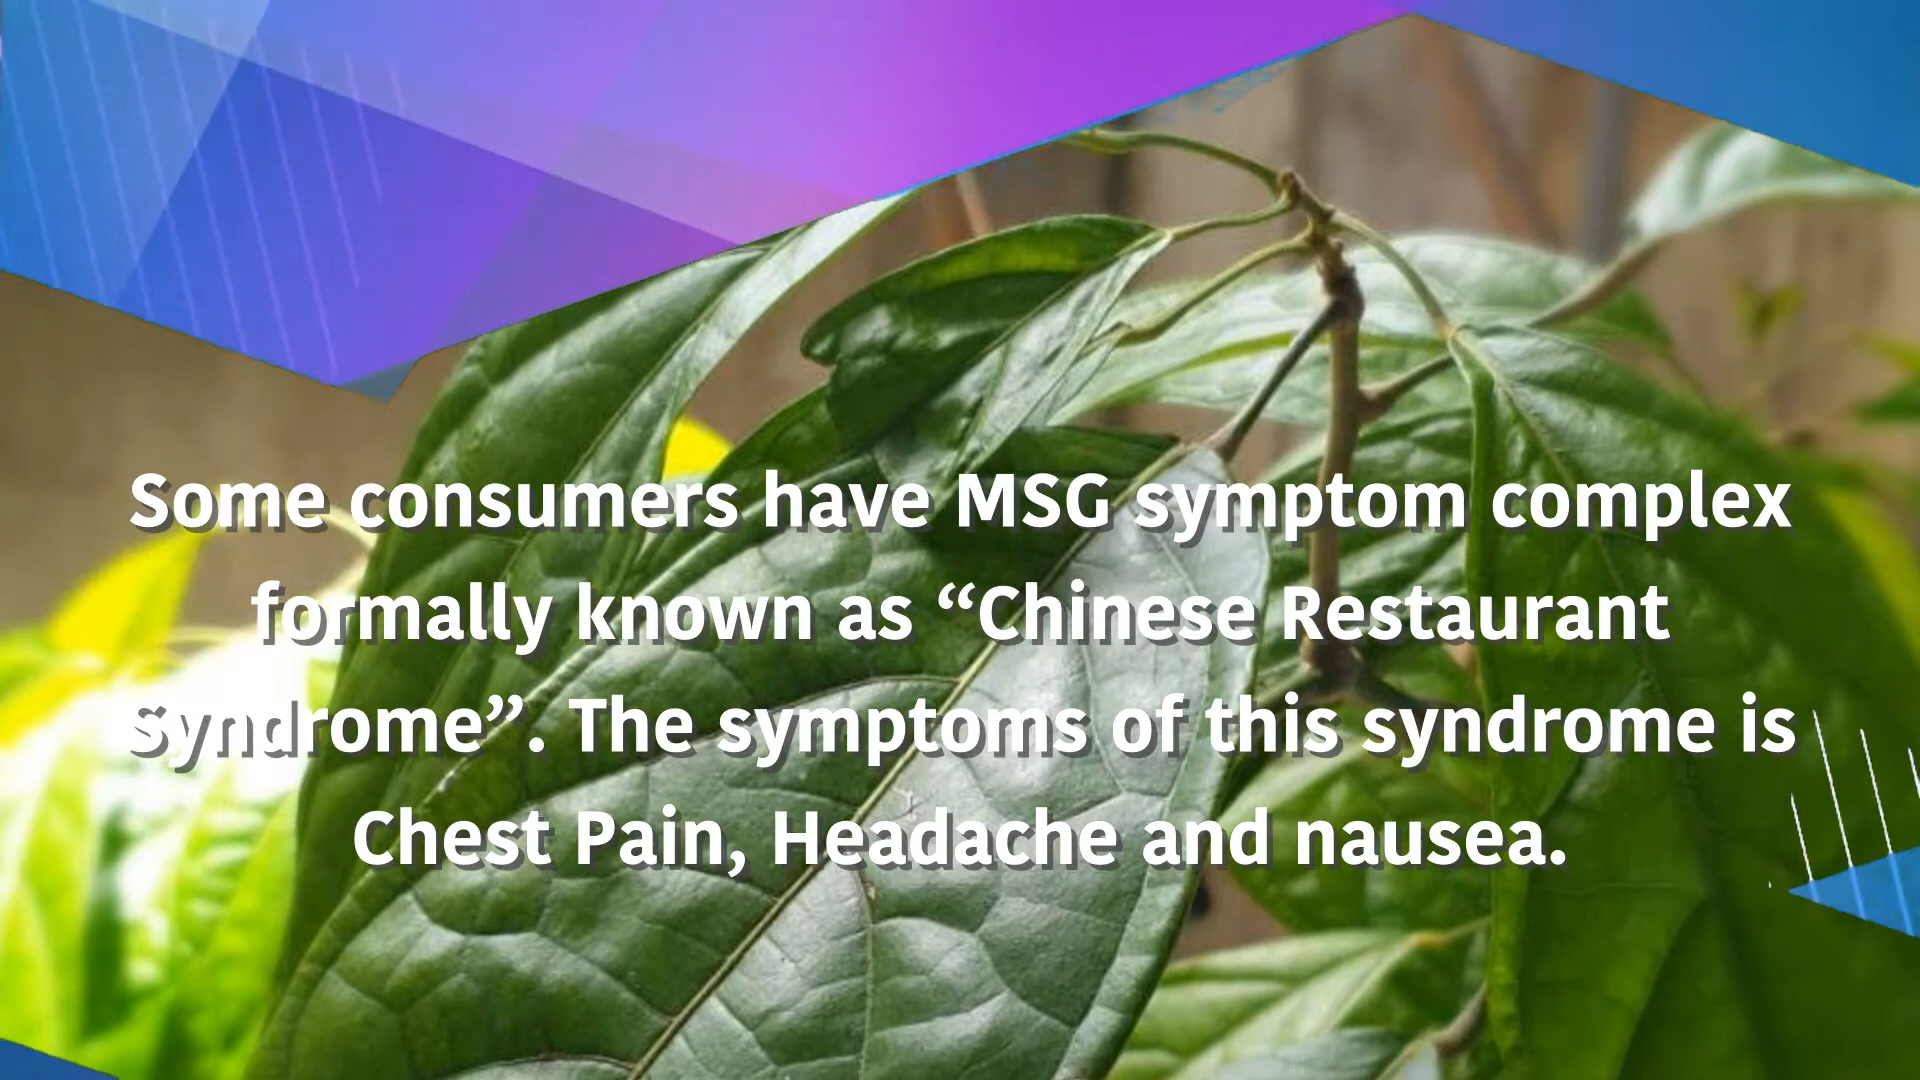 Some consumers have MSG symptom complex
formally known as “Chinese Restaurant
Syndrome”. The symptoms of this syndrome is
Chest Pain, Headache and nausea.